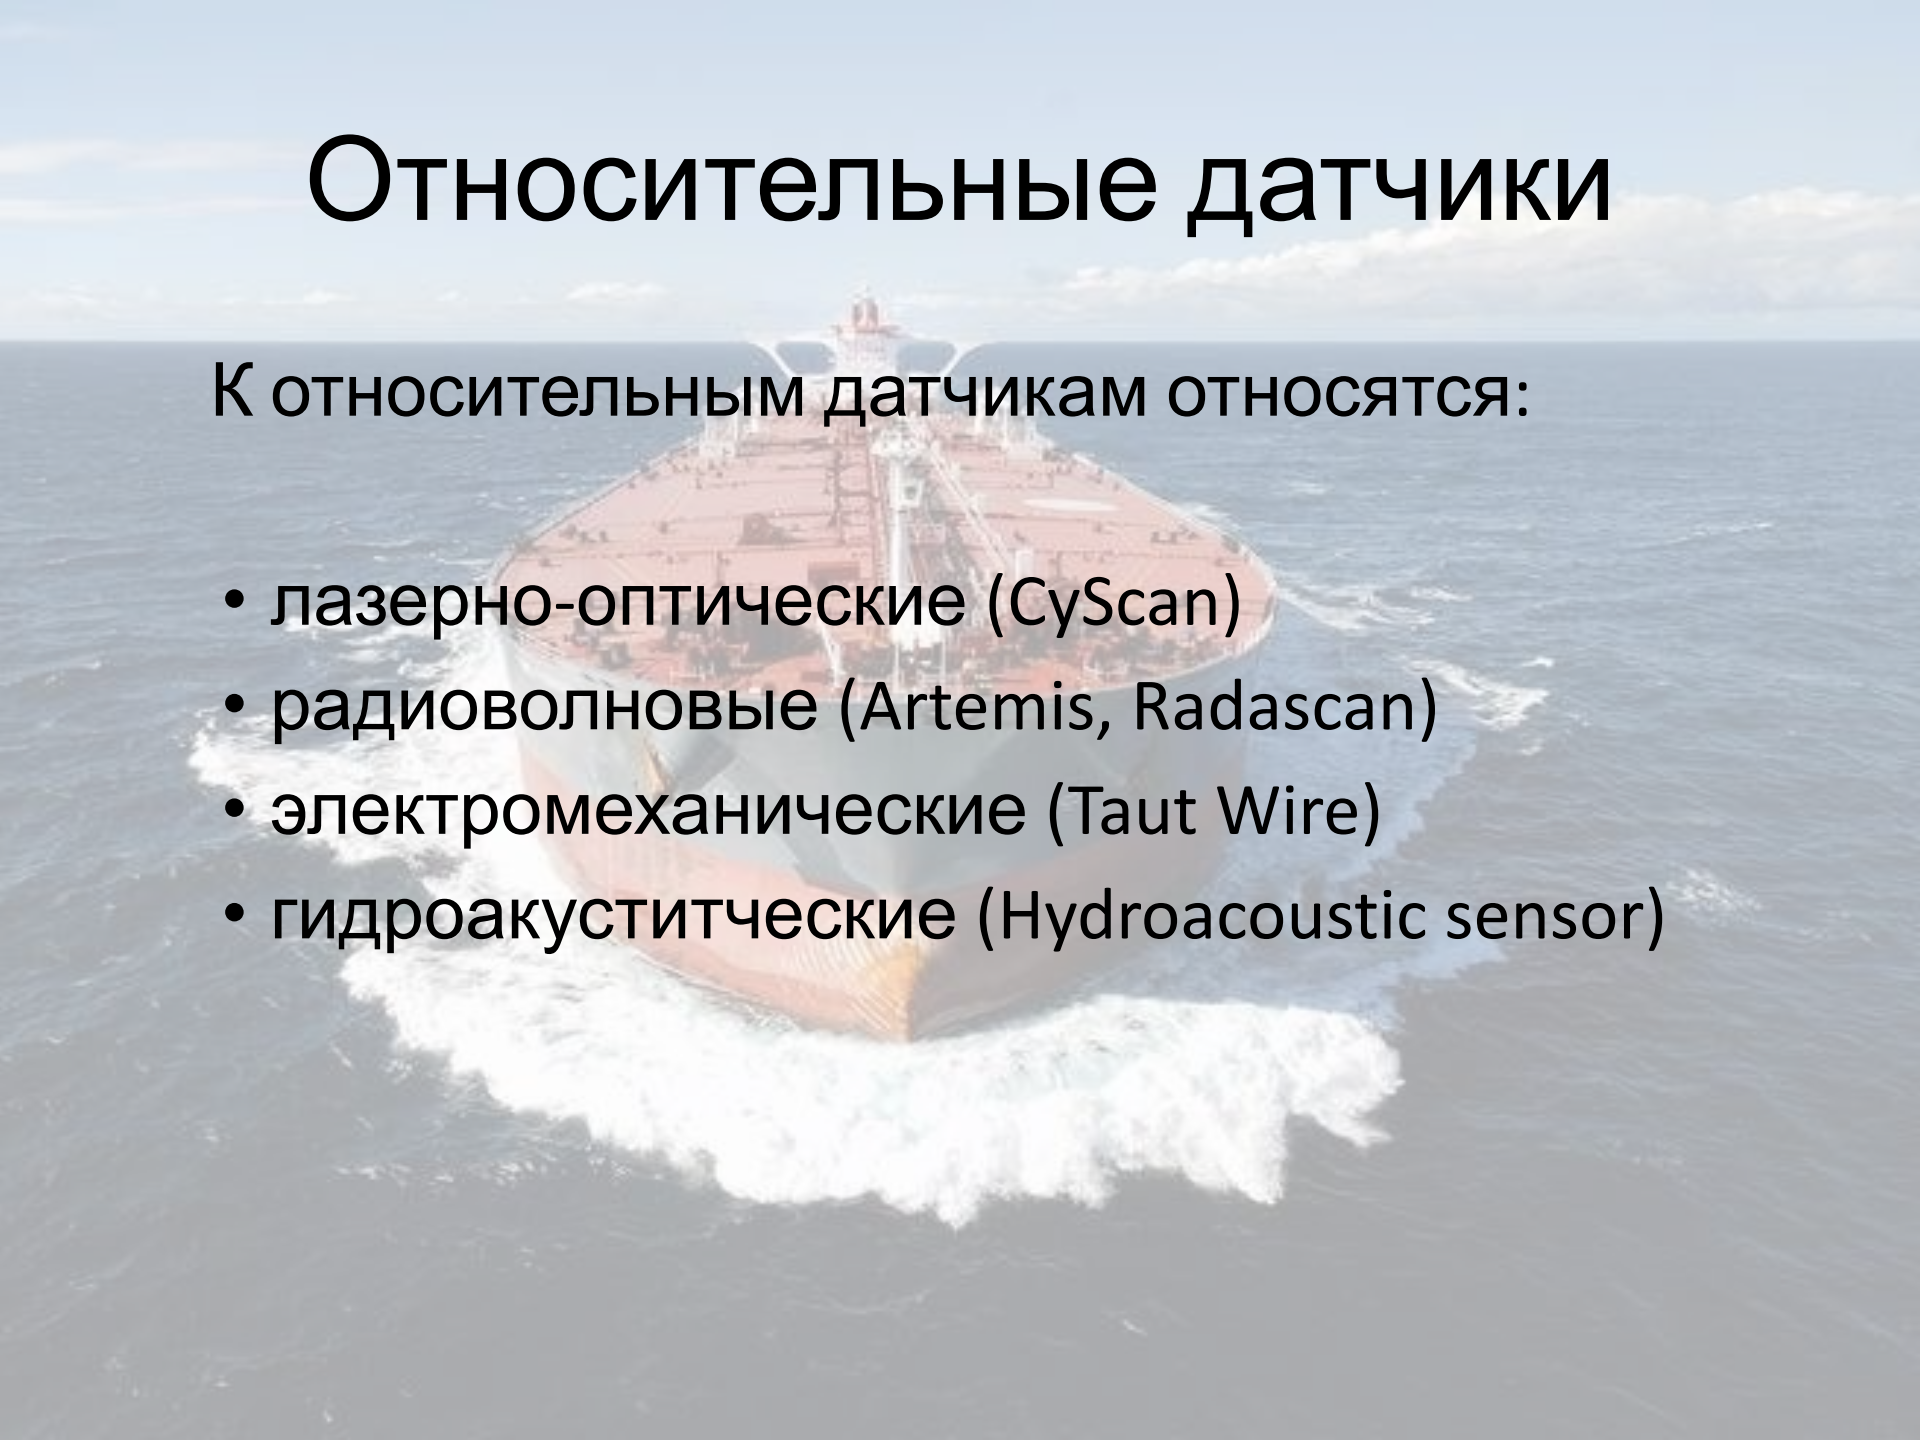 Относительные датчики
К относительным датчикам относятся:
• лазерно-оптические (CyScan)
• радиоволновые (Artemis, Radascan)
• электромеханические (Taut Wire)
• гидроакуститческие (Hydroacoustic sensor)